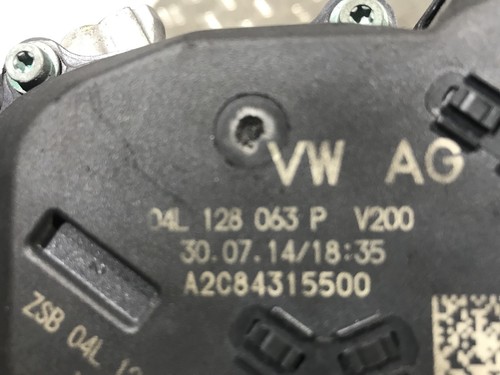 VW AG
04L 128 063 P V200
30.07.14/18:35
A2C84315500
ZSB 04L